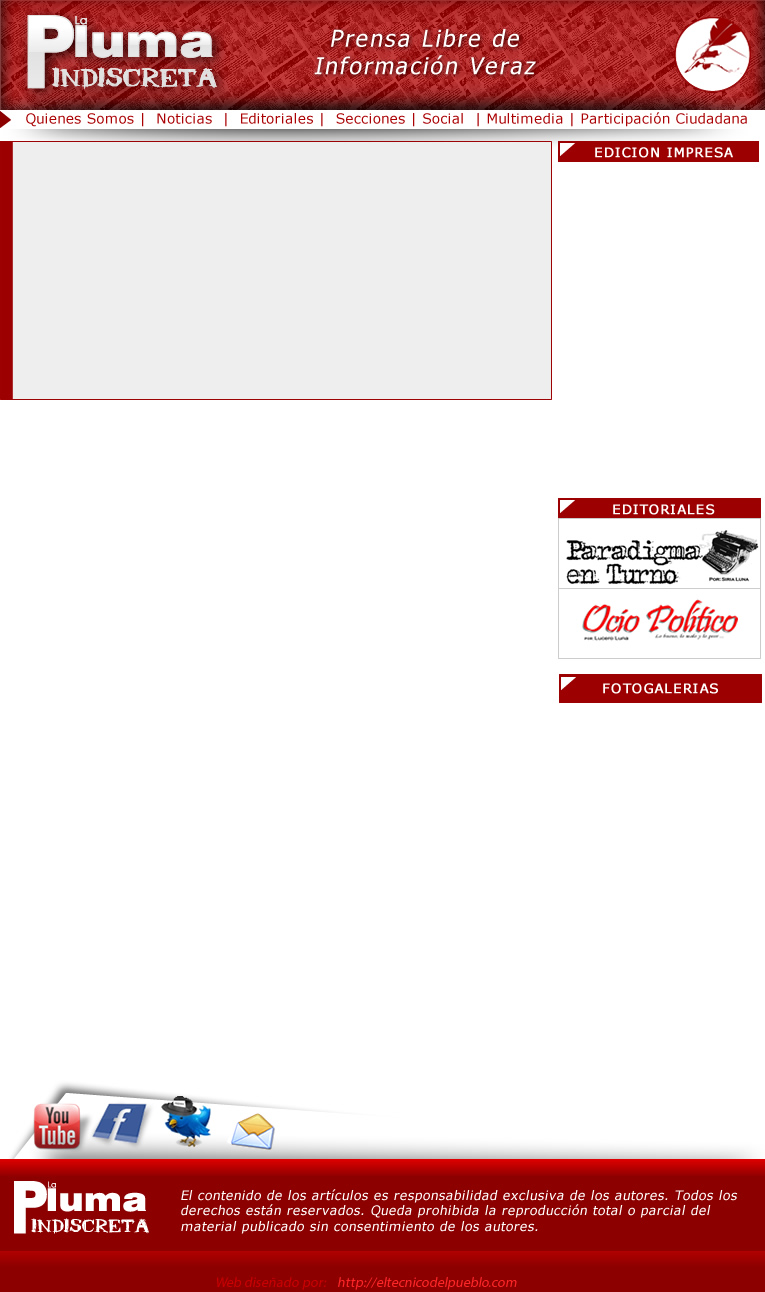 La
Pluma
INDISCRETA
Prensa Libre de
Información Veraz
Quienes Somos | Noticias | Editoriales | Secciones | Social | Multimedia | Participación Ciudadana
EDICION IMPRESA
EDITORIALES
Paradigma
en Turno
POR: SIRIA LUNA
Ocio Político
POR Lucero Luna
Lo bueno, lo malo y lo peor...
FOTOGALERIAS
You
Tube
f
La
Pluma
INDISCRETA
El contenido de los artículos es responsabilidad exclusiva de los autores. Todos los
derechos están reservados. Queda prohibida la reproducción total o parcial del
material publicado sin consentimiento de los autores.
Web diseñado por: http://eltecnicodelpueblo.com